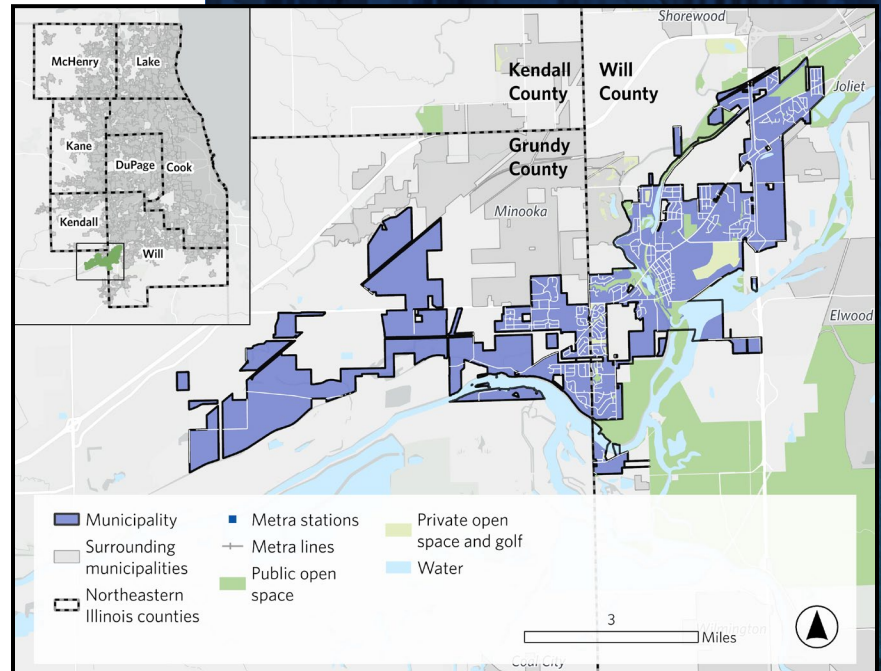 McHenry
Lake
Kane
DuPage
Cook
Kendall
Will
Shorewood
Kendall
County
Will
County
Joliet
Grundy
County
Minooka
Elwood
Municipality
Surrounding
municipalities
Northeastern
Illinois counties
Metra stations
Metra lines
Public open
space
Private open
space and golf
Water
3
Miles
Wilmington
Coal City